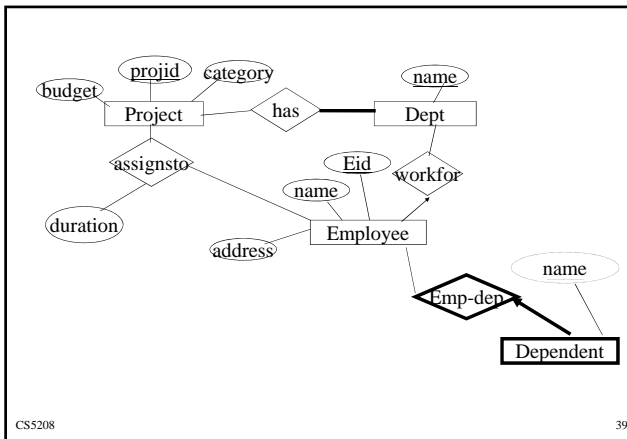 projid
category
name
budget
Project
has
Dept
assignsto
Eid
workfor
name
duration
Employee
address
name
Emp-dep
Dependent
CS5208
39